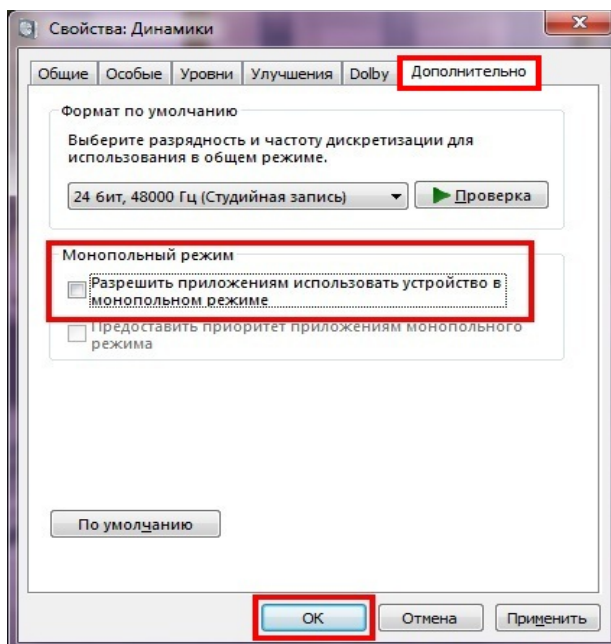 Свойства: Динамики
Общие Особые Уровни Улучшения Dolby Дополнительно
Формат по умолчанию
Выберите разрядность и частоту дискретизации для
использования в общем режиме.
24 бит, 48000 Гц (Студийная запись) Проверка
Монопольный режим
Разрешить приложениям использовать устройство в
монопольном режиме
Предоставить приоритет приложениям монопольного
режима
По умолчанию
ОК Отмена Применить